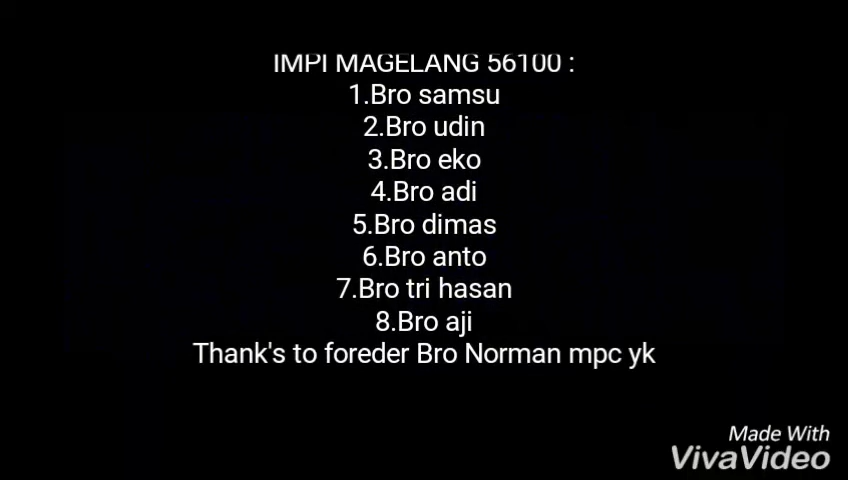 IMPI MAGELANG 56100 :
1.Bro samsu
2.Bro udin
3.Bro eko
4.Bro adi
5.Bro dimas
6.Bro anto
7.Bro tri hasan
8.Bro aji
Thank's to foreder Bro Norman mpc yk
Made With
VivaVideo